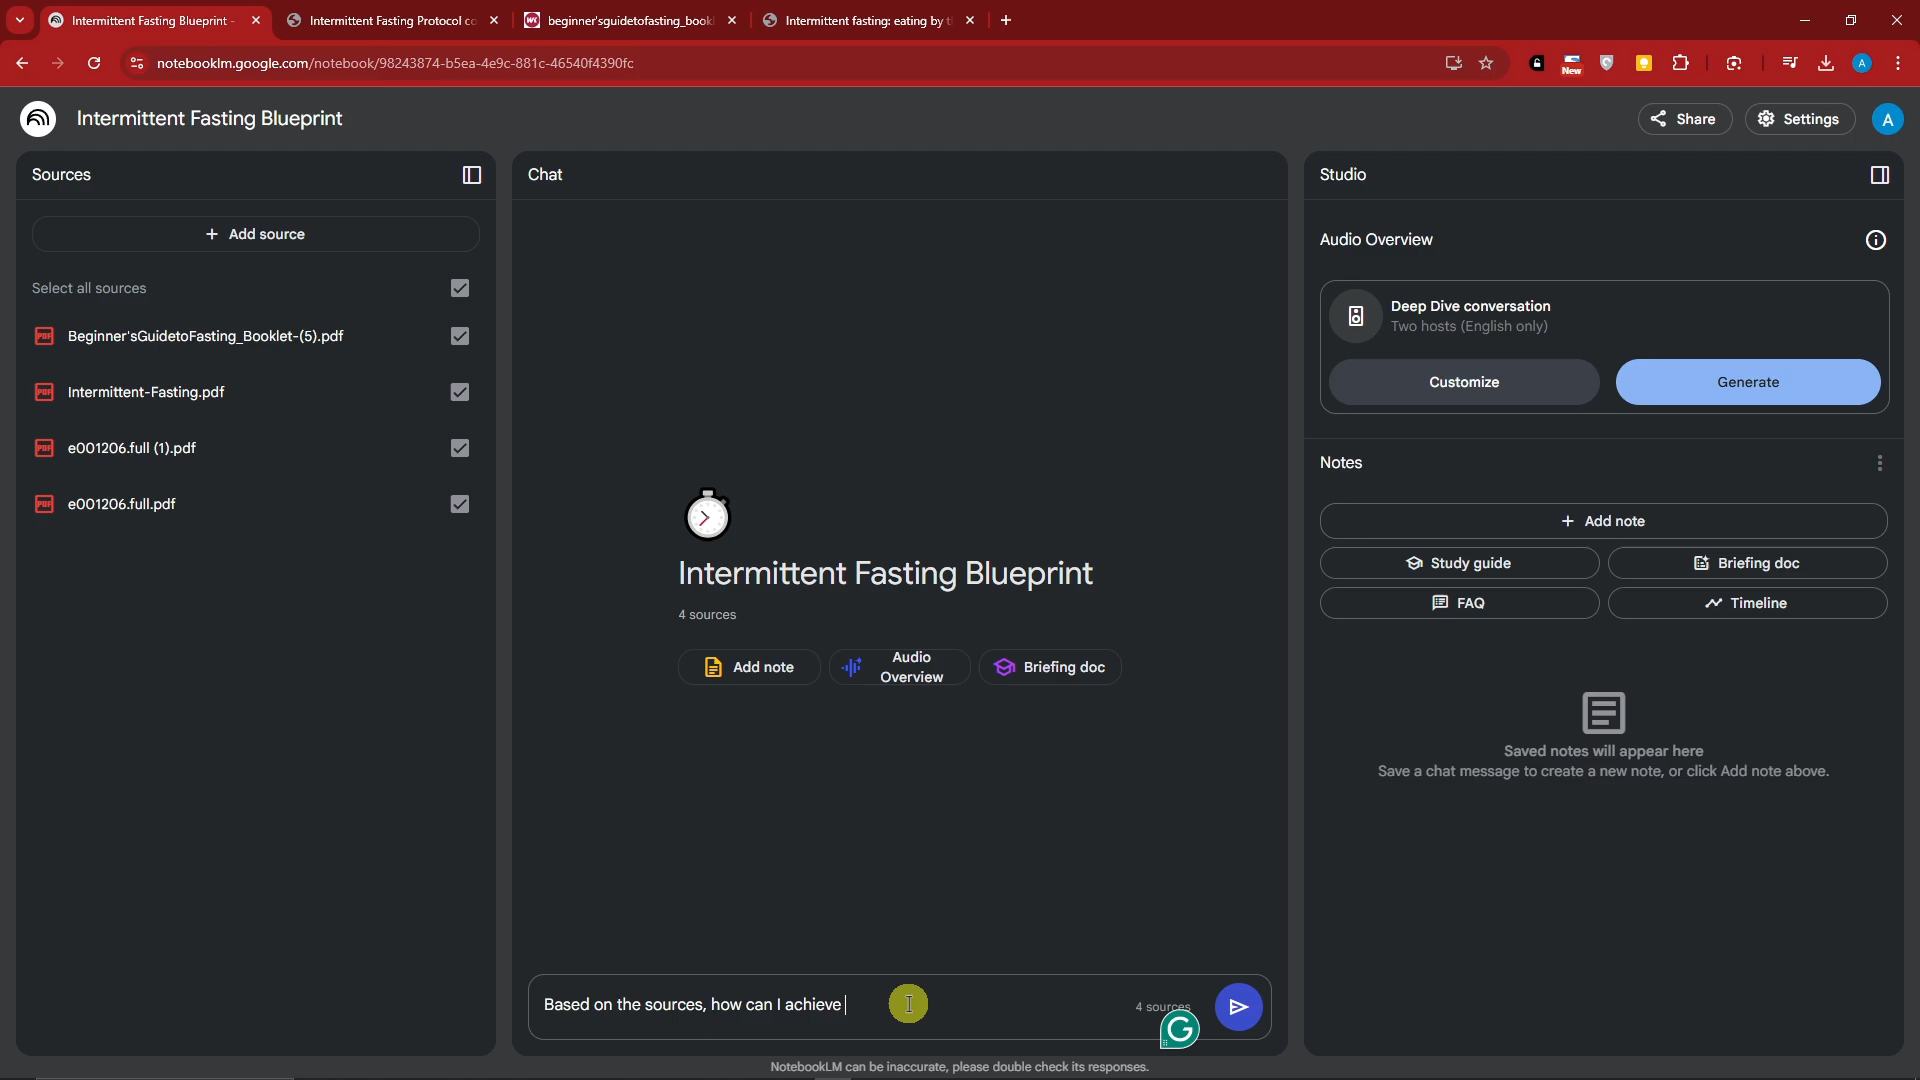 Intermittent Fasting Blueprint -
Intermittent Fasting Protocol co
beginner'sguidetofasting_book
Intermittent fasting: eating by t
notebooklm.google.com/notebook/98243874-b5ea-4e9c-881c-46540f4390fc
New
A
Intermittent Fasting Blueprint
Share
Settings
A
Sources
Add source
Select all sources
PDF Beginner'sGuidetoFasting_Booklet-(5).pdf
PDF Intermittent-Fasting.pdf
PDF e001206.full (1).pdf
PDF e001206.full.pdf
Chat
Intermittent Fasting Blueprint
4 sources
Add note
Audio
Overview
Briefing doc
Based on the sources, how can I achieve
4 sources
G
NotebookLM can be inaccurate, please double check its responses.
Studio
Audio Overview
Deep Dive conversation
Two hosts (English only)
Customize
Generate
Notes
Add note
Study guide
Briefing doc
FAQ
Timeline
Saved notes will appear here
Save a chat message to create a new note, or click Add note above.